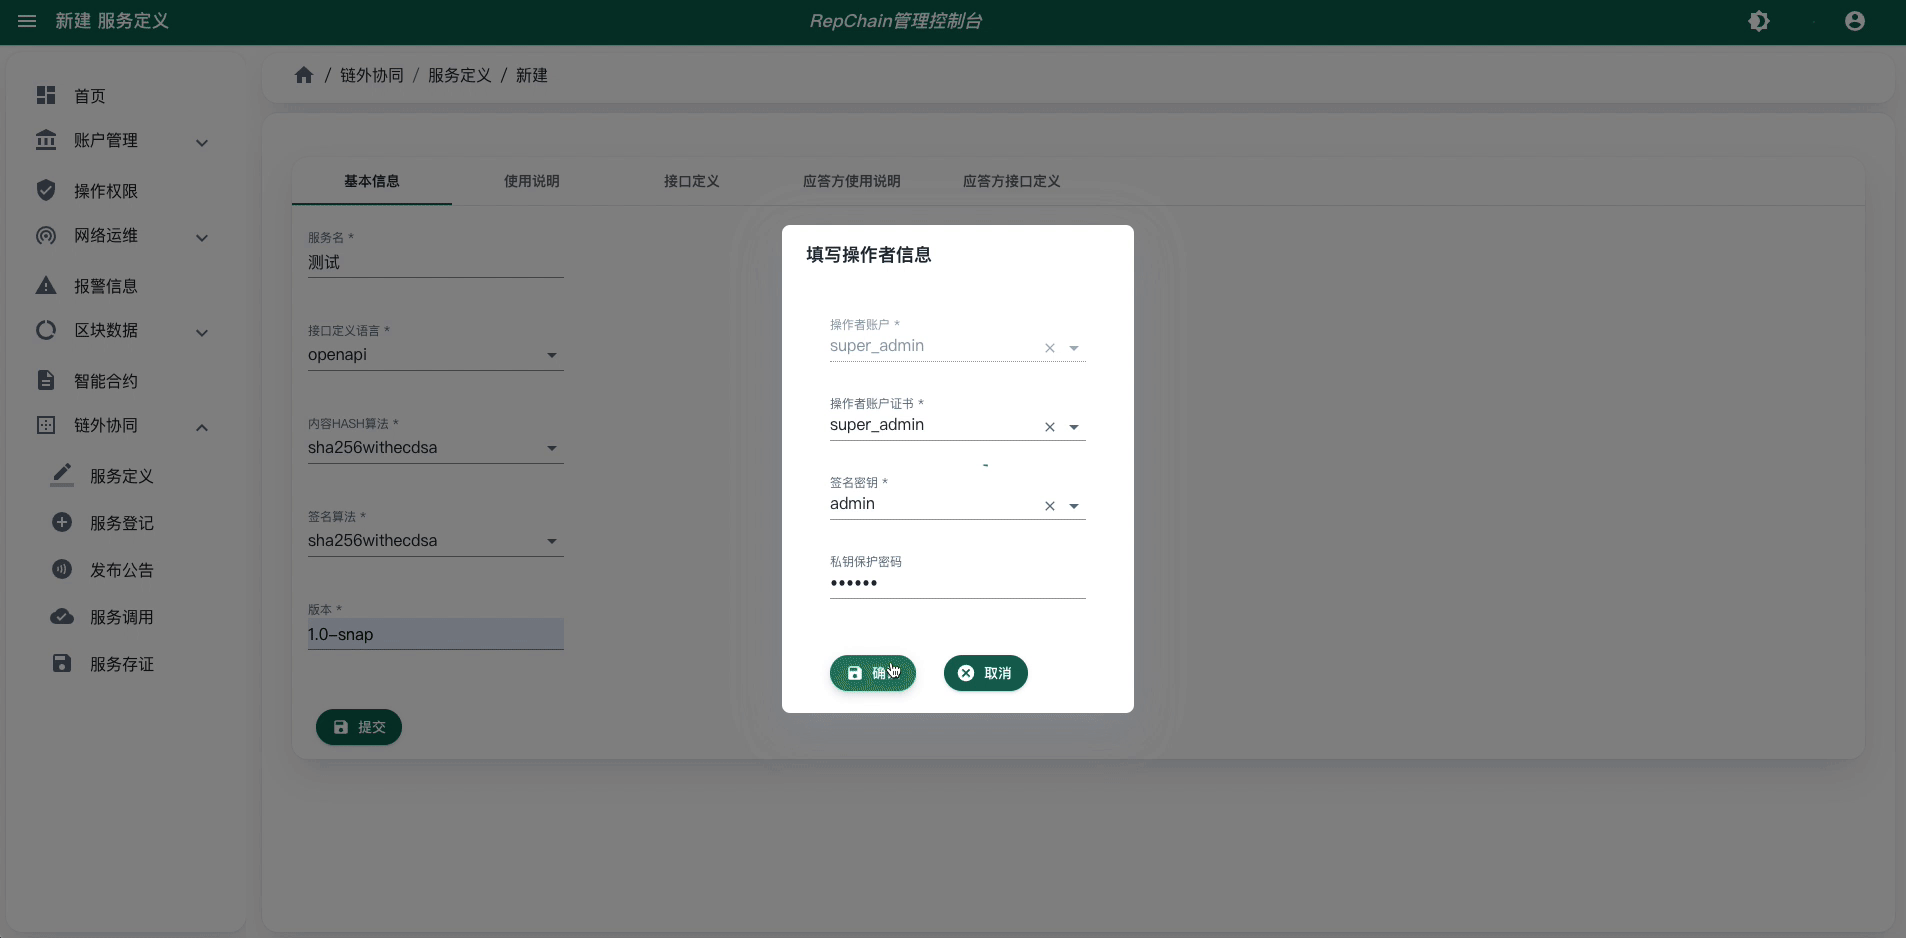 新建 服务定义
RepChain管理控制台
首页
账户管理
操作权限
网络运维
报警信息
区块数据
智能合约
链外协同
服务定义
服务登记
发布公告
服务调用
服务存证
/ 链外协同 / 服务定义 / 新建
基本信息 使用说明 接口定义 应答方使用说明 应答方接口定义
服务名 *
测试
接口定义语言 *
openapi
内容HASH算法 *
sha256withecdsa
签名算法 *
sha256withecdsa
版本 *
1.0-snap
提交
填写操作者信息
操作者账户 *
super_admin
操作者账户证书 *
super_admin
签名密钥 *
admin
私钥保护密码
••••••
确
取消